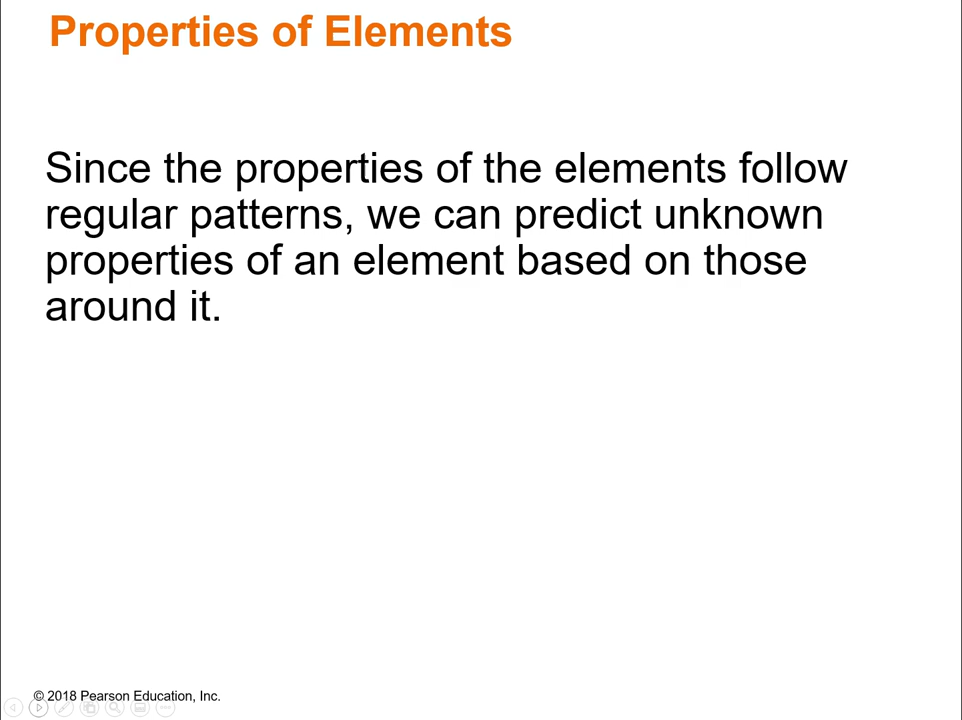 Properties of Elements
Since the properties of the elements follow
regular patterns, we can predict unknown
properties of an element based on those
around it.
© 2018 Pearson Education, Inc.